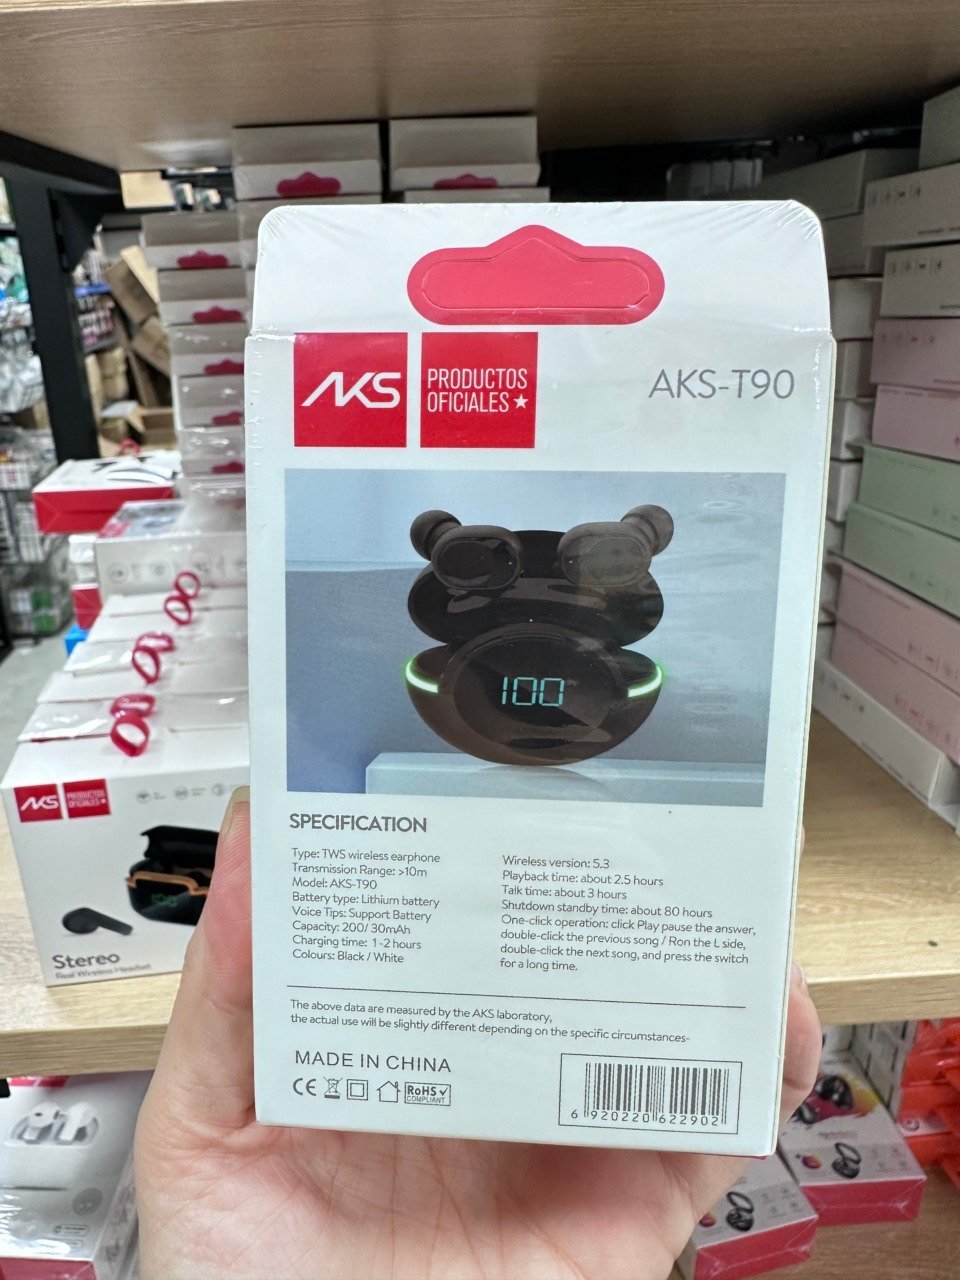 AKS
PRODUCTOS
OFICIALES★
AKS-T90
100
SPECIFICATION
Type: TWS wireless earphone
Transmission Range: >10m
Model: AKS-T90
Battery type: Lithium battery
Voice Tips: Support Battery
Capacity: 200/ 30mAh
Charging time: 1-2 hours
Colours: Black / White
Wireless version: 5.3
Playback time: about 2.5 hours
Talk time: about 3 hours
Shutdown standby time: about 80 hours
One-click operation: click Play pause the answer,
double-click the previous song / Ron the L side,
double-click the next song, and press the switch
for a long time.
The above data are measured by the AKS laboratory,
the actual use will be slightly different depending on the specific circumstances-
MADE IN CHINA
CE
RoHS
COMPLIANT
6 920220 622902
AKS
PRODUCTOS
OFICIALES
100
Stereo